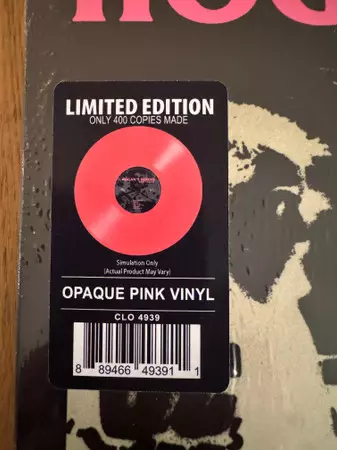 LIMITED EDITION
ONLY 400 COPIES MADE
Simulation Only
(Actual Product May Vary)
OPAQUE PINK VINYL
CLO 4939
8 89466 49391 1